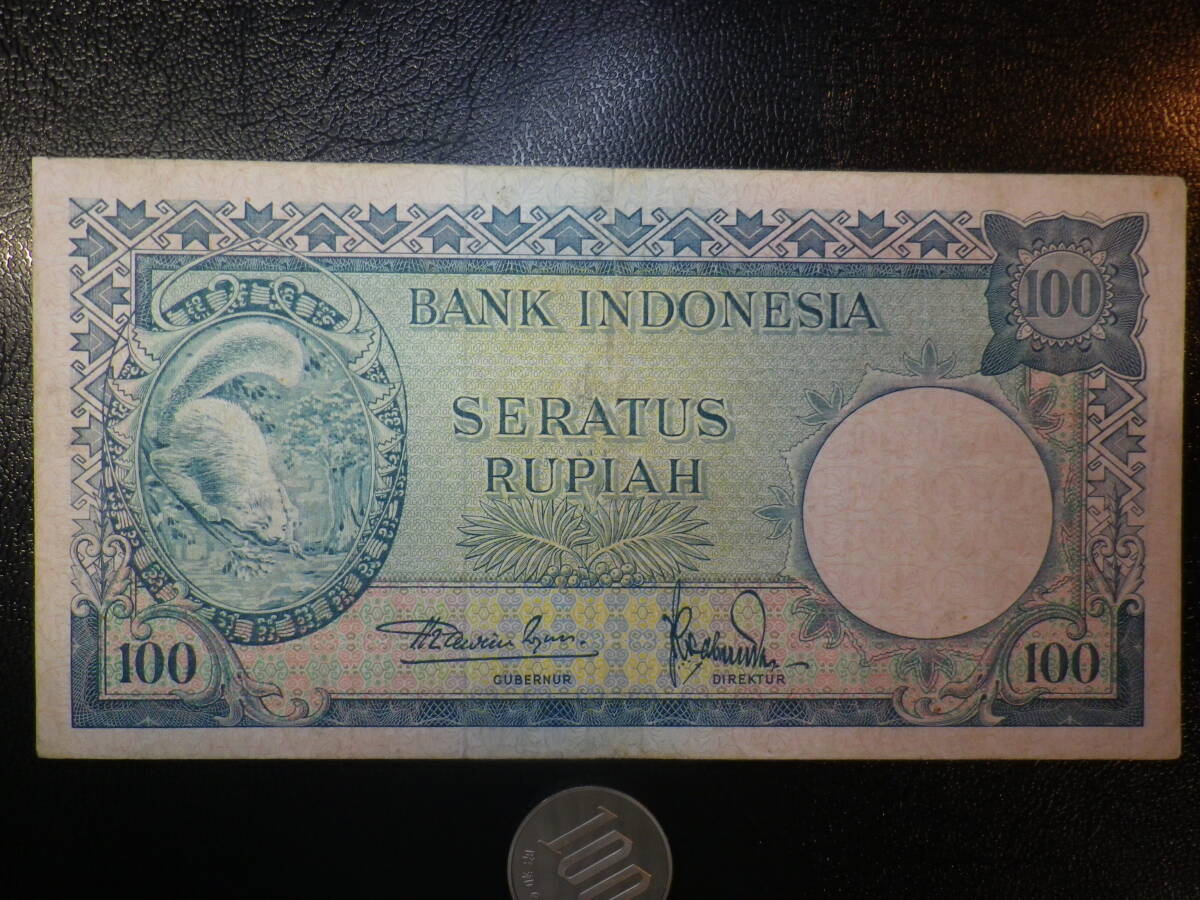 100
BANK INDONESIA
SERATUS
RUPIAH
GUBERNUR
DIREKTUR
100
100
100